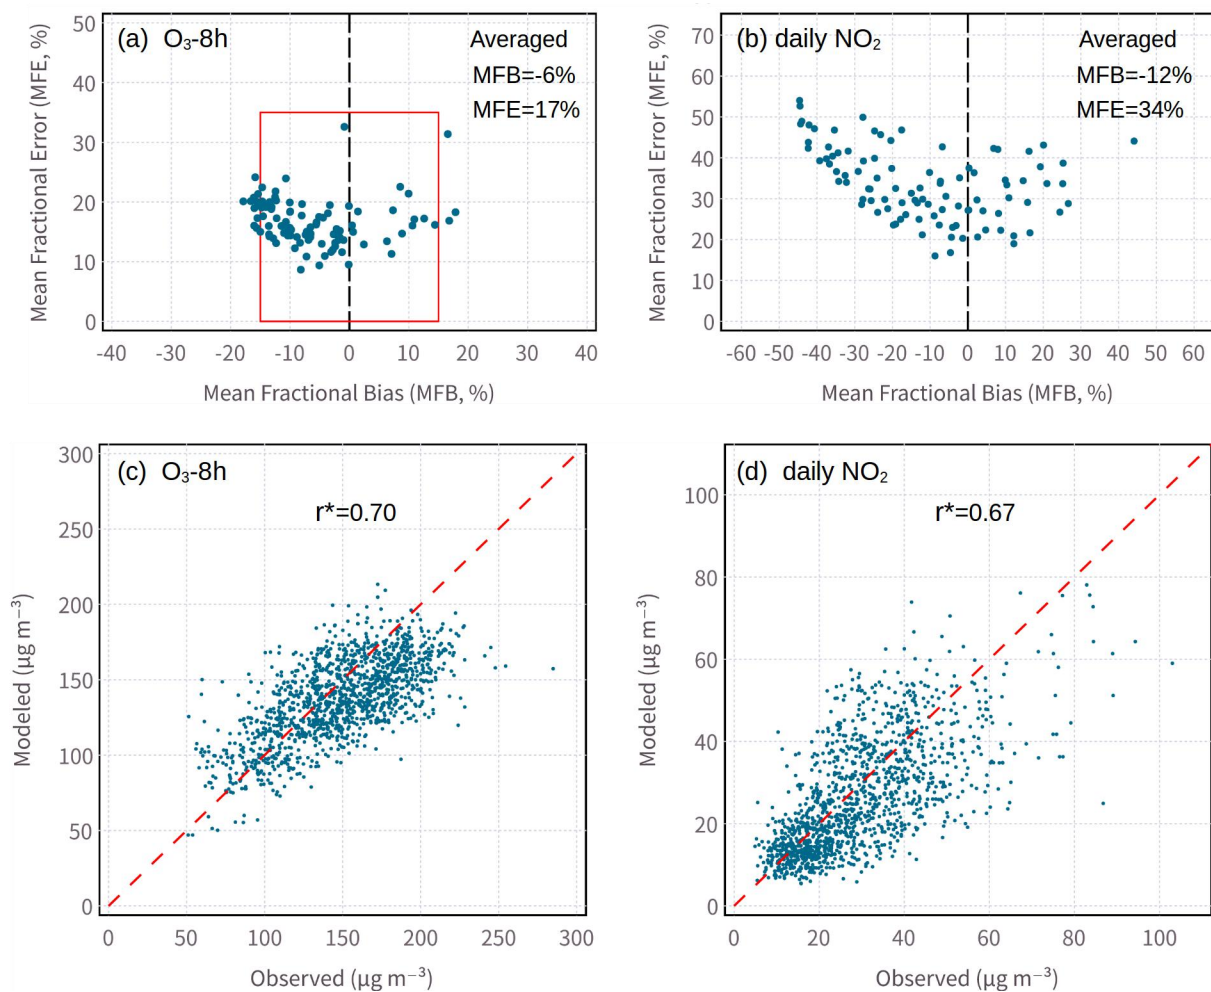 (a) O₃-8h
Averaged
MFB=-6%
MFE=17%
Mean Fractional Error (MFE, %)
50
40
30
20
10
0
-40 -30 -20 -10 0 10 20 30 40
Mean Fractional Bias (MFB, %)
(b) daily NO₂
Averaged
MFB=-12%
MFE=34%
Mean Fractional Error (MFE, %)
70
60
50
40
30
20
10
0
-60 -50 -40 -30 -20 -10 0 10 20 30 40 50 60
Mean Fractional Bias (MFB, %)
(c) O₃-8h
r*=0.70
Modeled (µg m⁻³)
300
250
200
150
100
50
0
0 50 100 150 200 250 300
Observed (µg m⁻³)
(d) daily NO₂
r*=0.67
Modeled (µg m⁻³)
100
80
60
40
20
0
0 20 40 60 80 100
Observed (µg m⁻³)